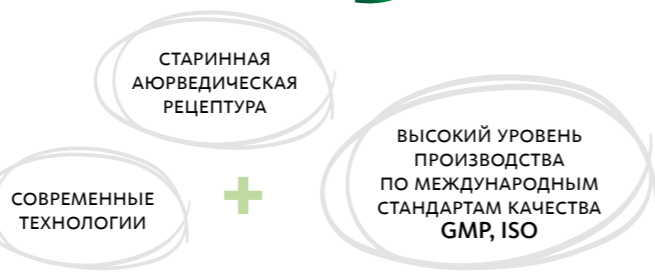 СТАРИННАЯ
АЮРВЕДИЧЕСКАЯ
РЕЦЕПТУРА
СОВРЕМЕННЫЕ
ТЕХНОЛОГИИ
+
ВЫСОКИЙ УРОВЕНЬ
ПРОИЗВОДСТВА
ПО МЕЖДУНАРОДНЫМ
СТАНДАРТАМ КАЧЕСТВА
GMP, ISO